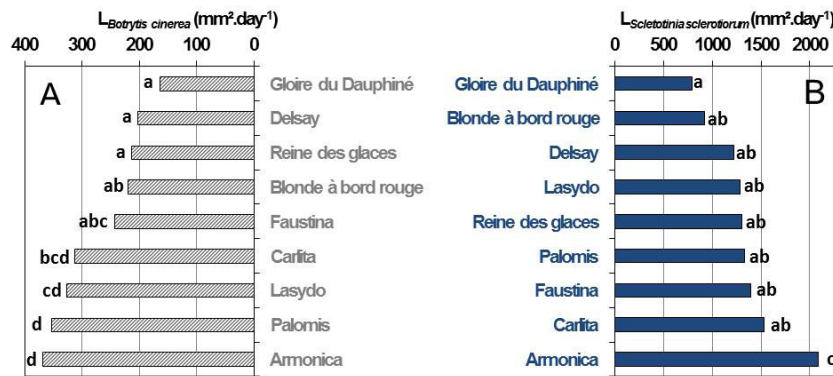 L Botrytis cinerea (mm².day⁻¹)
400 300 200 100 0
A
a Gloire du Dauphiné
a Delsay
a Reine des glaces
ab Blonde à bord rouge
abc Faustina
bcd Carlita
cd Lasydo
d Palomis
d Armonica
L Scletotinia sclerotiorum (mm².day⁻¹)
0 500 1000 1500 2000
B
Gloire du Dauphiné a
Blonde à bord rouge ab
Delsay ab
Lasydo ab
Reine des glaces ab
Palomis ab
Faustina ab
Carlita ab
Armonica